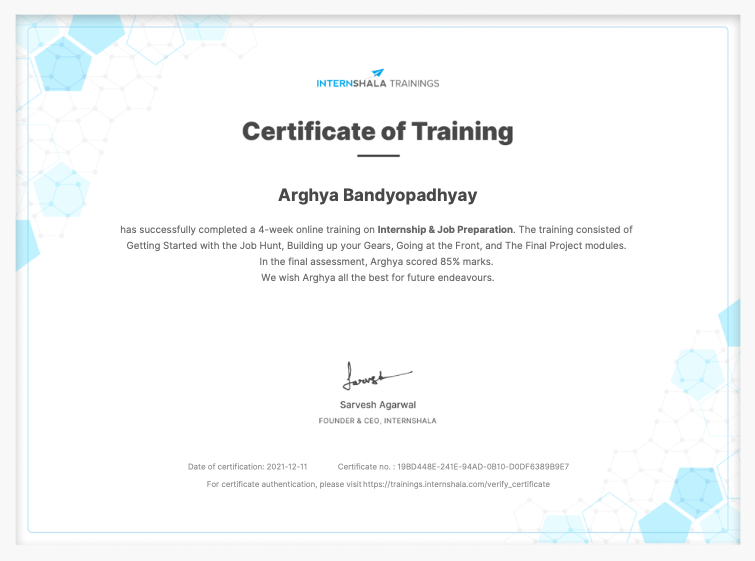 INTERNSHALA TRAININGS
Certificate of Training
Arghya Bandyopadhyay
has successfully completed a 4-week online training on Internship & Job Preparation. The training consisted of
Getting Started with the Job Hunt, Building up your Gears, Going at the Front, and The Final Project modules.
In the final assessment, Arghya scored 85% marks.
We wish Arghya all the best for future endeavours.
Sarvesh
Sarvesh Agarwal
FOUNDER & CEO, INTERNSHALA
Date of certification: 2021-12-11 Certificate no. : 19BD448E-241E-94AD-0B10-D0DF6389B9E7
For certificate authentication, please visit https://trainings.internshala.com/verify_certificate